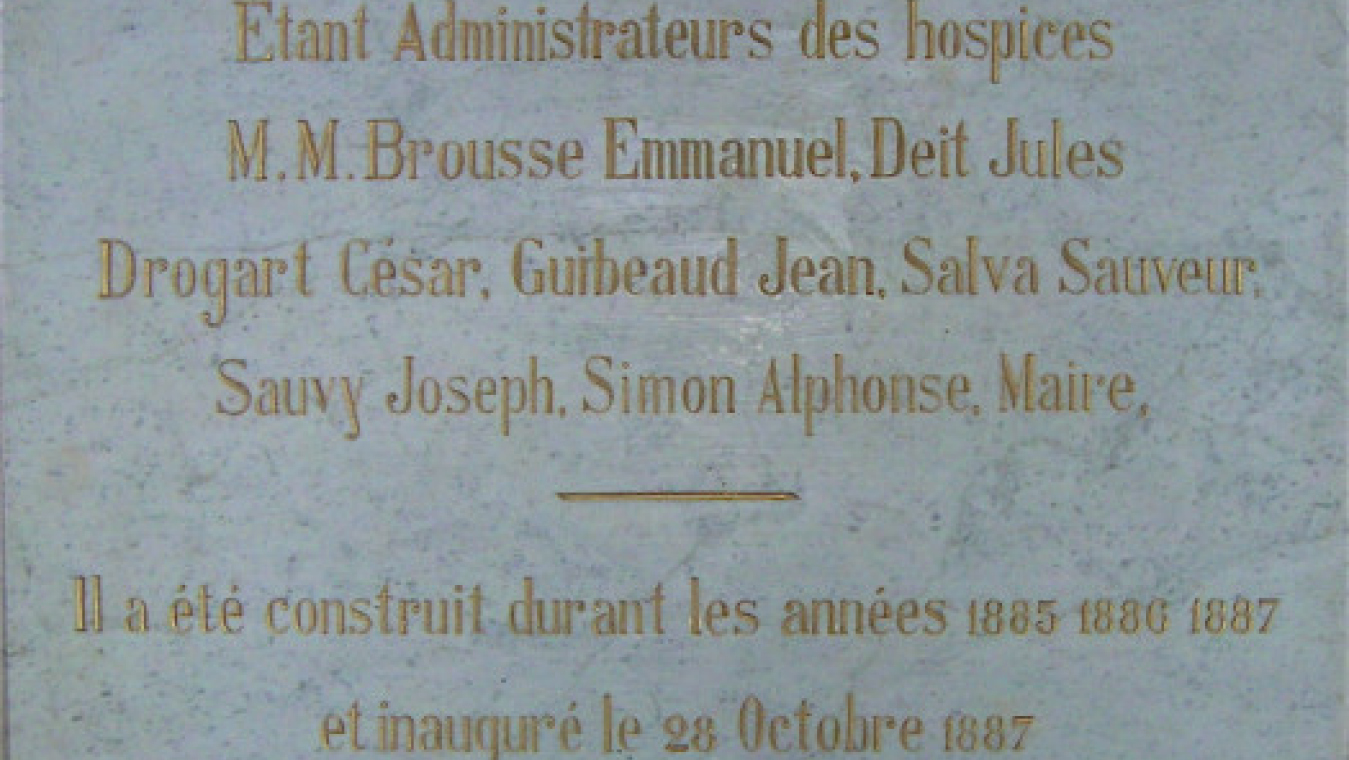 Etant Administrateurs des hospices
M.M. Brousse Emmanuel, Deit Jules
Drogart César, Guibeaud Jean, Salva Sauveur,
Sauvy Joseph, Simon Alphonse, Maire,
Il a été construit durant les années 1885 1886 1887
et inauguré le 28 Octobre 1887